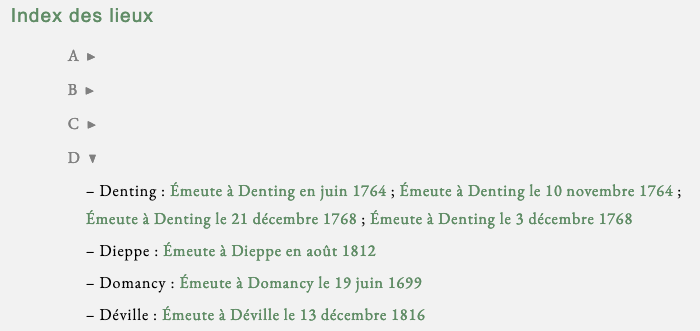 Index des lieux
A ►
B ►
C ►
D ▼
– Denting : Émeute à Denting en juin 1764 ; Émeute à Denting le 10 novembre 1764 ;
Émeute à Denting le 21 décembre 1768 ; Émeute à Denting le 3 décembre 1768
– Dieppe : Émeute à Dieppe en août 1812
– Domancy : Émeute à Domancy le 19 juin 1699
– Déville : Émeute à Déville le 13 décembre 1816